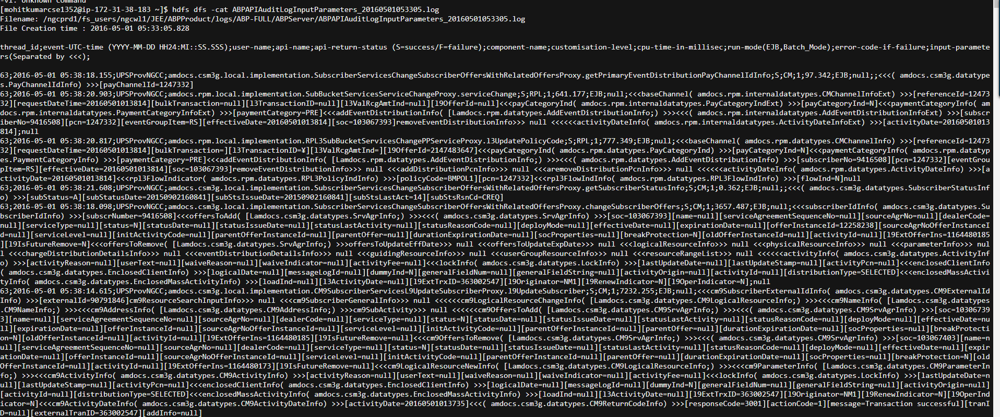 -vi: Unknown command
[mohitkumarcse1352@ip-172-31-38-183 ~]$ hdfs dfs -cat ABPAPIAuditLogInputParameters_20160501053305.log
Filename: /ngcprd1/fs_users/ngcwl1/JEE/ABPProduct/logs/ABP-FULL/ABPServer/ABPAPIAuditLogInputParameters_20160501053305.log
File Creation time : 2016-05-01 05:33:05.828
thread_id;event-UTC-time (YYYY-MM-DD HH24:MI::SS.SSS);user-name;api-name;api-return-status (S=success/F=failure);component-name;customisation-level;cpu-time-in-millisec;run-mode(EJB,Batch_Mode);error-code-if-failure;input-paramete
rs(Separated by <<<);
63;2016-05-01 05:38:18.155;UPSProvNGCC;amdocs.csm3g.local.implementation.SubscriberServicesChangeSubscriberOffersWithRelatedOffersProxy.getPrimaryEventDistributionPayChannelIdInfo;S;CM;1;97.342;EJB;null;;<<<( amdocs.csm3g.datatype
s.PayChannelIdInfo) >>>[payChannelId=1247332]
63;2016-05-01 05:38:20.903;UPSProvNGCC;amdocs.rpm.local.implementation.SubBucketServicesServiceChangeProxy.serviceChange;S;RPL;1;641.177;EJB;null;<<<baseChannel( amdocs.rpm.internaldatatypes.CMChannelInfoExt) >>>[referenceId=12473
32][requestDateTime=20160501013814][bulkTransaction=null][l3TransactionID=null][l3ValRcgAmtInd=null][l9OfferId=null]<<<payCategoryInd( amdocs.rpm.internaldatatypes.PayCategoryIndExt) >>>[payCategoryInd=N]<<<paymentCategoryInfo( am
docs.rpm.internaldatatypes.PaymentCategoryInfoExt) >>>[paymentCategory=PRE]<<<addEventDistributionInfo( [Lamdocs.rpm.datatypes.AddEventDistributionInfo;) >>><<<( amdocs.rpm.internaldatatypes.AddEventDistributionInfoExt) >>>[subscr
iberNo=9416508][pcn=1247332][eventGroupItem=RS][effectiveDate=20160501013814][soc=103067393]removeEventDistributionInfo>>> null <<<<<<activityDateInfo( amdocs.rpm.internaldatatypes.ActivityDateInfoExt) >>>[activityDate=20160501013
814];null
63;2016-05-01 05:38:20.817;UPSProvNGCC;amdocs.rpm.local.implementation.RPL3SubBucketServicesChangePPServiceProxy.l3UpdatePolicyCode;S;RPL;1;777.349;EJB;null;<<<baseChannel( amdocs.rpm.datatypes.CMChannelInfo) >>>[referenceId=12473
32][requestDateTime=20160501013814][bulkTransaction=][l3TransactionID=¥][l3ValRcgAmtInd=][l9OfferId=2147483647]<<<payCategoryInd( amdocs.rpm.datatypes.PayCategoryInd) >>>[payCategoryInd=N]<<<paymentCategoryInfo( amdocs.rpm.datatyp
es.PaymentCategoryInfo) >>>[paymentCategory=PRE]<<<addEventDistributionInfo( [Lamdocs.rpm.datatypes.AddEventDistributionInfo;) >>><<<( amdocs.rpm.datatypes.AddEventDistributionInfo) >>>[subscriberNo=9416508][pcn=1247332][eventGrou
pItem=RS][effectiveDate=20160501013814][soc=103067393]removeEventDistributionInfo>>> null <<<addDistributionPcnInfo>>> null <<<aremoveDistributionPcnInfo>>> null <<<<<<activityDateInfo( amdocs.rpm.datatypes.ActivityDateInfo) >>>[a
ctivityDate=20160501013814]<<<rpl3FlowIndicator( amdocs.rpm.datatypes.RPL3PolicyIndInfo) >>>[policyCode=BMPOL1][pcn=1247332]<<<rpl3FlowIndInfo( amdocs.rpm.datatypes.RPL3FlowIndInfo) >>>[flowInd=N]null
63;2016-05-01 05:38:21.608;UPSProvNGCC;amdocs.csm3g.local.implementation.SubscriberServicesChangeSubscriberOffersWithRelatedOffersProxy.getSubscriberStatusInfo;S;CM;1;0.362;EJB;null;;<<<( amdocs.csm3g.datatypes.SubscriberStatusInf
o) >>>[subStatus=A][subStatusDate=20150902160841][subStsIssueDate=20150902160841][subStsLastAct=14][subStsRsnCd=CREQ]
63;2016-05-01 05:38:18.098;UPSProvNGCC;amdocs.csm3g.local.implementation.SubscriberServicesChangeSubscriberOffersWithRelatedOffersProxy.changeSubscriberOffers;S;CM;1;3657.487;EJB;null;<<<subscriberIdInfo( amdocs.csm3g.datatypes.Su
bscriberIdInfo) >>>[subscrNumber=9416508]<<<offersToAdd( [Lamdocs.csm3g.datatypes.SrvAgrInfo;) >>><<<( amdocs.csm3g.datatypes.SrvAgrInfo) >>>[soc=103067393][name=null][serviceAgreementSequenceNo=null][sourceAgrNo=null][dealerCode=
null][serviceType=null][status=N][statusDate=null][statusIssueDate=null][statusLastActivity=null][statusReasonCode=null][deployMode=null][effectiveDate=null][expirationDate=null][offerInstanceId=12258238][sourceAgrNoOfferInstanceI
d=null][serviceLevel=null][initActivityCode=null][parentOfferInstanceId=null][parentOffer=null][durationExpirationDate=null][socProperties=null][breakProtection=N][oldOfferInstanceId=null][activityId=null][l9ExtOfferIns=1164480185
][l9IsFutureRemove=N]<<<offersToRemove( [Lamdocs.csm3g.datatypes.SrvAgrInfo;) >>>offersToUpdateEffDate>>> null <<<offersToUpdateExpDate>>> null <<<logicalResourceInfo>>> null <<<physicalResourceInfo>>> null <<<parameterInfo>>> nul
l <<<chargeDistributionDetailsInfo>>> null <<<eventDistributionDetailsInfo>>> null <<<guidingResourceInfo>>> null <<<userGroupResourceInfo>>> null <<<resourceRangeList>>> null <<<<<<activityInfo( amdocs.csm3g.datatypes.ActivityInf
o) >>>[activityReason=null][userText=null][waiveReason=null][waiveIndicator=null][activityFee=null]<<<lockInfo( amdocs.csm3g.datatypes.LockInfo) >>>[lastUpdateDate=null][lastUpdateStamp=null][activityPcn=null]<<<enclosedClientInfo
( amdocs.csm3g.datatypes.EnclosedClientInfo) >>>[logicalDate=null][messageLogId=null][dummyInd=N][generalFieldNum=null][generalFieldString=null][activityOrigin=null][activityId=null][distributionType=SELECTED]<<<enclosedMassActivi
tyInfo( amdocs.csm3g.datatypes.EnclosedMassActivityInfo) >>>[loadInd=null][l3ActivityDate=null][l9ExtTrxID=363002547][l9Originator=NM1][l9RenewIndicator=N][l9OperIndicator=N];null
63;2016-05-01 05:38:14.615;UPSProvNGCC;amdocs.csm3g.local.implementation.CM9SubscriberServicesL9UpdateSubscriberProxy.l9UpdateSubscriber;S;CM;1;7232.255;EJB;null;<<<cm9SubscriberExternalIdInfo( amdocs.csm3g.datatypes.CM9ExternalId
Info) >>>[externalId=90791846]cm9ResourceSearchInputInfo>>> null <<<cm9SubscriberGeneralInfo>>> null <<<<<<cm9LogicalResourceChangeInfo( [Lamdocs.csm3g.datatypes.CM9LogicalResourceInfo;) >>><<<cm9NameInfo( [Lamdocs.csm3g.datatypes
.CM9NameInfo;) >>><<<cm9AddressInfo( [Lamdocs.csm3g.datatypes.CM9AddressInfo;) >>>cm9SubActivity>>> null <<<<<<cm9OffersToAdd( [Lamdocs.csm3g.datatypes.CM9SrvAgrInfo;) >>><<<( amdocs.csm3g.datatypes.CM9SrvAgrInfo) >>>[soc=10306739
3][name=null][serviceAgreementSequenceNo=null][sourceAgrNo=null][dealerCode=null][serviceType=null][status=N][statusDate=null][statusIssueDate=null][statusLastActivity=null][statusReasonCode=null][deployMode=null][effectiveDate=nu
ll][expirationDate=null][offerInstanceId=null][sourceAgrNoOfferInstanceId=null][serviceLevel=null][initActivityCode=null][parentOfferInstanceId=null][parentOffer=null][durationExpirationDate=null][socProperties=null][breakProtecti
on=N][oldOfferInstanceId=null][activityId=null][l9ExtOfferIns=1164480185][l9IsFutureRemove=null]<<<cm9OffersToRemove( [Lamdocs.csm3g.datatypes.CM9SrvAgrInfo;) >>><<<( amdocs.csm3g.datatypes.CM9SrvAgrInfo) >>>[soc=103067403][name=n
ull][serviceAgreementSequenceNo=null][sourceAgrNo=null][dealerCode=null][serviceType=null][status=N][statusDate=null][statusIssueDate=null][statusLastActivity=null][statusReasonCode=null][deployMode=null][effectiveDate=null][expir
ationDate=null][offerInstanceId=null][sourceAgrNoOfferInstanceId=null][serviceLevel=null][initActivityCode=null][parentOfferInstanceId=null][parentOffer=null][durationExpirationDate=null][socProperties=null][breakProtection=N][old
OfferInstanceId=null][activityId=null][l9ExtOfferIns=1164480173][l9IsFutureRemove=null]<<<cm9LogicalResourceNewInfo( [Lamdocs.csm3g.datatypes.CM9LogicalResourceInfo;) >>><<<cm9ParameterInfo( [Lamdocs.csm3g.datatypes.CM9ParameterIn
fo;) >>><<<cm9ActivityInfo( amdocs.csm3g.datatypes.CM9ActivityInfo) >>>[activityReason=null][userText=null][waiveReason=null][waiveIndicator=null][activityFee=null]<<<lockInfo( amdocs.csm3g.datatypes.LockInfo) >>>[lastUpdateDate=n
ull][lastUpdateStamp=null][activityPcn=null]<<<enclosedClientInfo( amdocs.csm3g.datatypes.EnclosedClientInfo) >>>[logicalDate=null][messageLogId=null][dummyInd=N][generalFieldNum=null][generalFieldString=null][activityOrigin=null]
[activityId=null][distributionType=SELECTED]<<<enclosedMassActivityInfo( amdocs.csm3g.datatypes.EnclosedMassActivityInfo) >>>[loadInd=null][l3ActivityDate=null][l9ExtTrxID=363002547][l9Originator=NM1][l9RenewIndicator=N][l9OperInd
icator=N]<<<cm9ActivityDateInfo( amdocs.csm3g.datatypes.CM9ActivityDateInfo) >>>[activityDate=20160501013735]<<<( amdocs.csm3g.datatypes.CM9ReturnCodeInfo) >>>[responseCode=3001][actionCode=1][message=Transaction successful][tranI
D=null][externalTranID=363002547][addInfo=null]